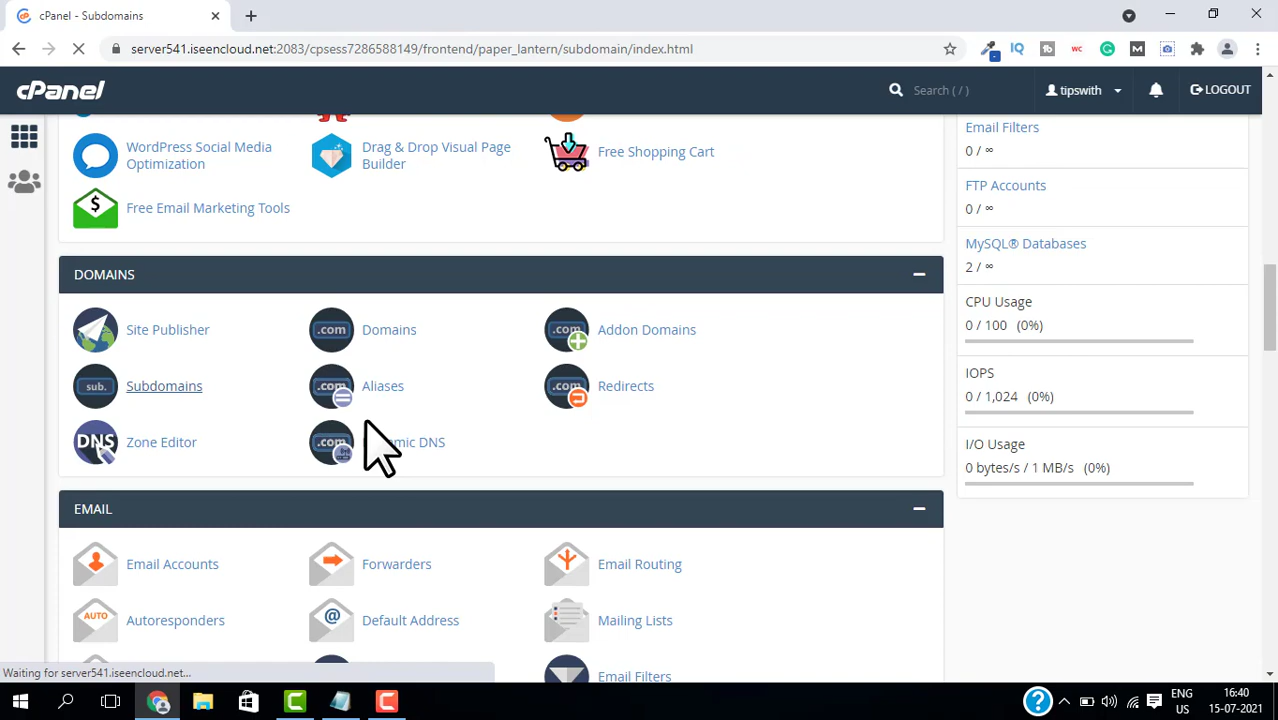 cPanel - Subdomains
server541.iseencloud.net:2083/cpsess7286588149/frontend/paper_lantern/subdomain/index.html
cPanel
Search ( / )
tipswith
LOGOUT
WordPress Social Media
Optimization
Drag & Drop Visual Page
Builder
Free Shopping Cart
Free Email Marketing Tools
DOMAINS
Site Publisher
.com
Domains
.com
Addon Domains
sub.
Subdomains
.com
Aliases
.com
Redirects
DNS
Zone Editor
.com
DNS
EMAIL
Email Accounts
Forwarders
Email Routing
AUTO
Autoresponders
@
Default Address
Mailing Lists
Email Filters
Email Filters
0 / ∞
FTP Accounts
0 / ∞
MySQL® Databases
2 / ∞
CPU Usage
0 / 100 (0%)
IOPS
0 / 1,024 (0%)
I/O Usage
0 bytes/s / 1 MB/s (0%)
Waiting for server541.iseencloud.net...
ENG
US
16:40
15-07-2021